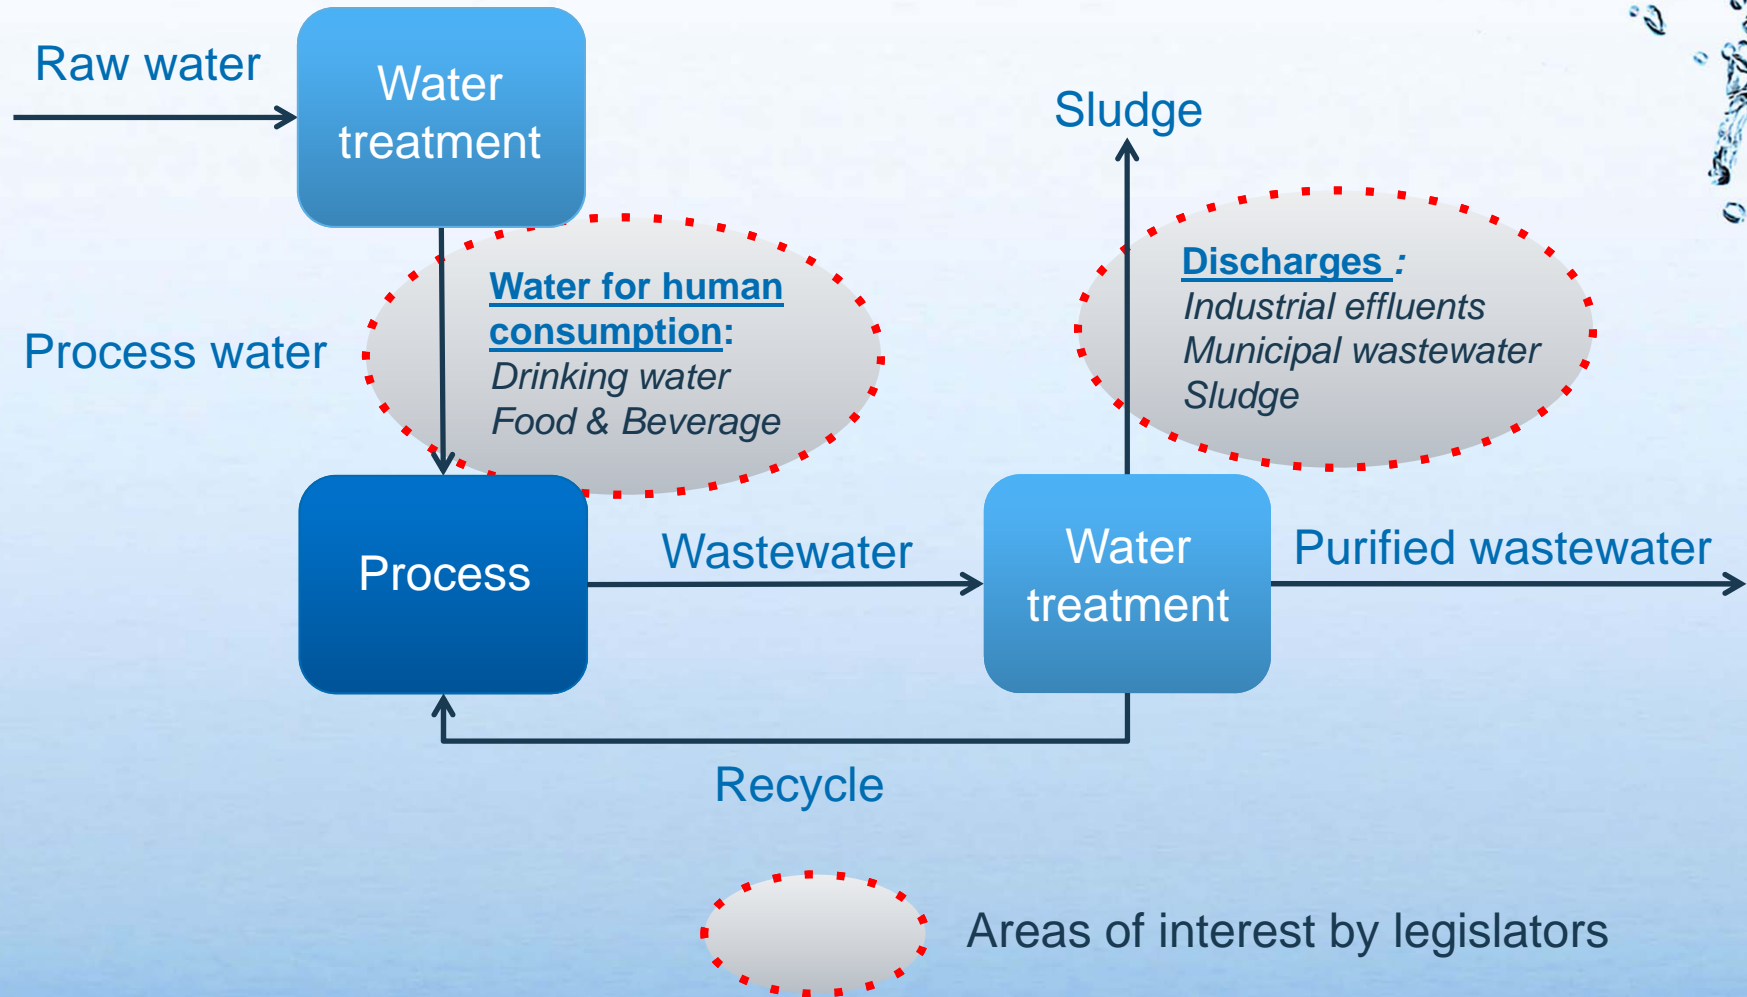 Raw water
Water
treatment
Sludge
Process water
Water for human
consumption:
Drinking water
Food & Beverage
Discharges :
Industrial effluents
Municipal wastewater
Sludge
Process
Wastewater
Water
treatment
Purified wastewater
Recycle
Areas of interest by legislators